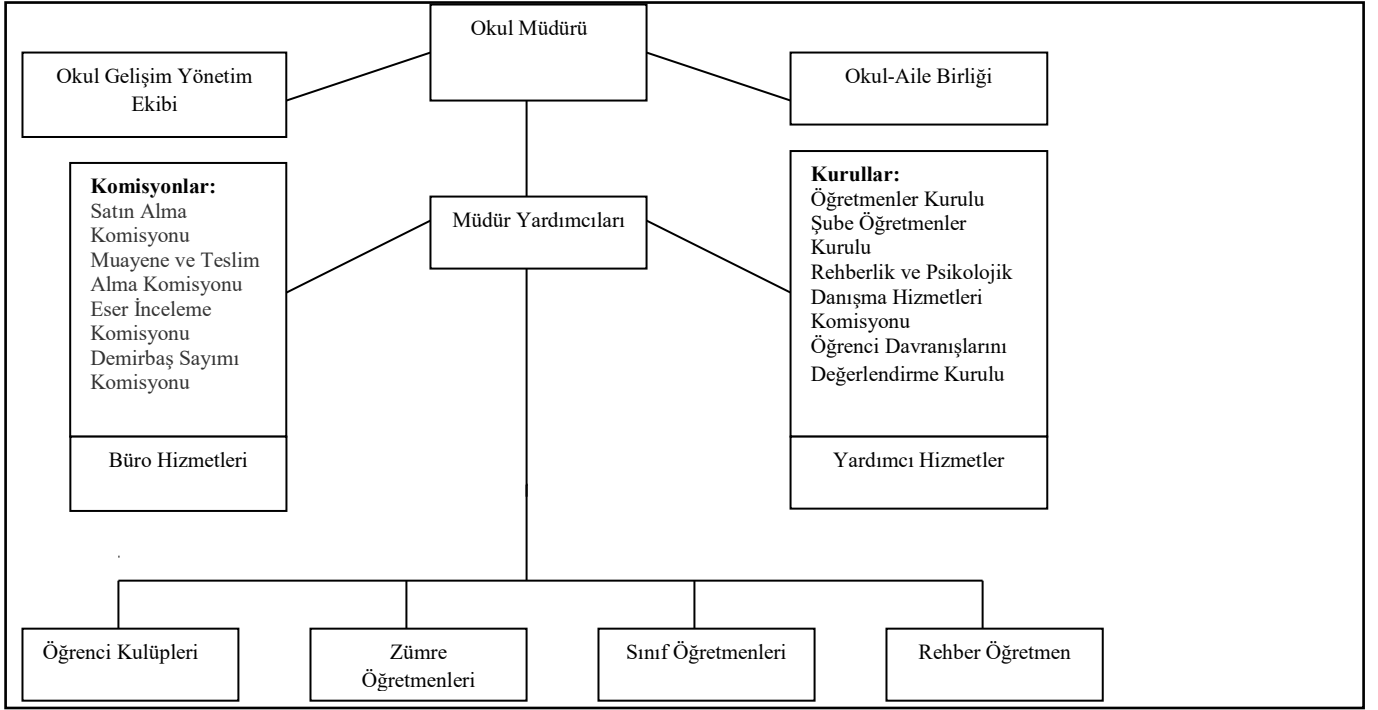 Okul Müdürü
Okul Gelişim Yönetim
Ekibi
Okul-Aile Birliği
Komisyonlar:
Satın Alma
Komisyonu
Muayene ve Teslim
Alma Komisyonu
Eser İnceleme
Komisyonu
Demirbaş Sayımı
Komisyonu
Müdür Yardımcıları
Kurullar:
Öğretmenler Kurulu
Şube Öğretmenler
Kurulu
Rehberlik ve Psikolojik
Danışma Hizmetleri
Komisyonu
Öğrenci Davranışlarını
Değerlendirme Kurulu
Büro Hizmetleri
Yardımcı Hizmetler
Öğrenci Kulüpleri
Zümre
Öğretmenleri
Sınıf Öğretmenleri
Rehber Öğretmen